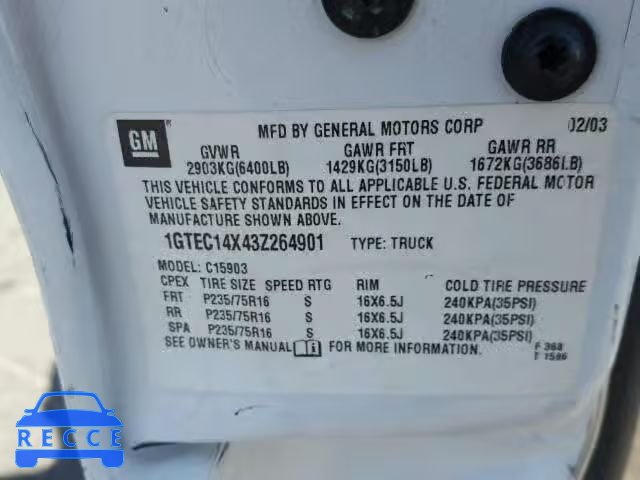 GM
MFD BY GENERAL MOTORS CORP 02/03
GVWR GAWR FRT GAWR RR
2903KG(6400LB) 1429KG(3150LB) 1672KG(3686LB)
THIS VEHICLE CONFORMS TO ALL APPLICABLE U.S. FEDERAL MOTOR
VEHICLE SAFETY STANDARDS IN EFFECT ON THE DATE OF
MANUFACTURE SHOWN ABOVE.
1GTEC14X43Z264901 TYPE: TRUCK
MODEL: C15903
CPEX TIRE SIZE SPEED RTG RIM COLD TIRE PRESSURE
FRT P235/75R16 S 16X6.5J 240KPA(35PSI)
RR P235/75R16 S 16X6.5J 240KPA(35PSI)
SPA P235/75R16 S 16X6.5J 240KPA(35PSI)
SEE OWNER'S MANUAL FOR MORE INFORMATION.
F 368
T 1586
RECCE